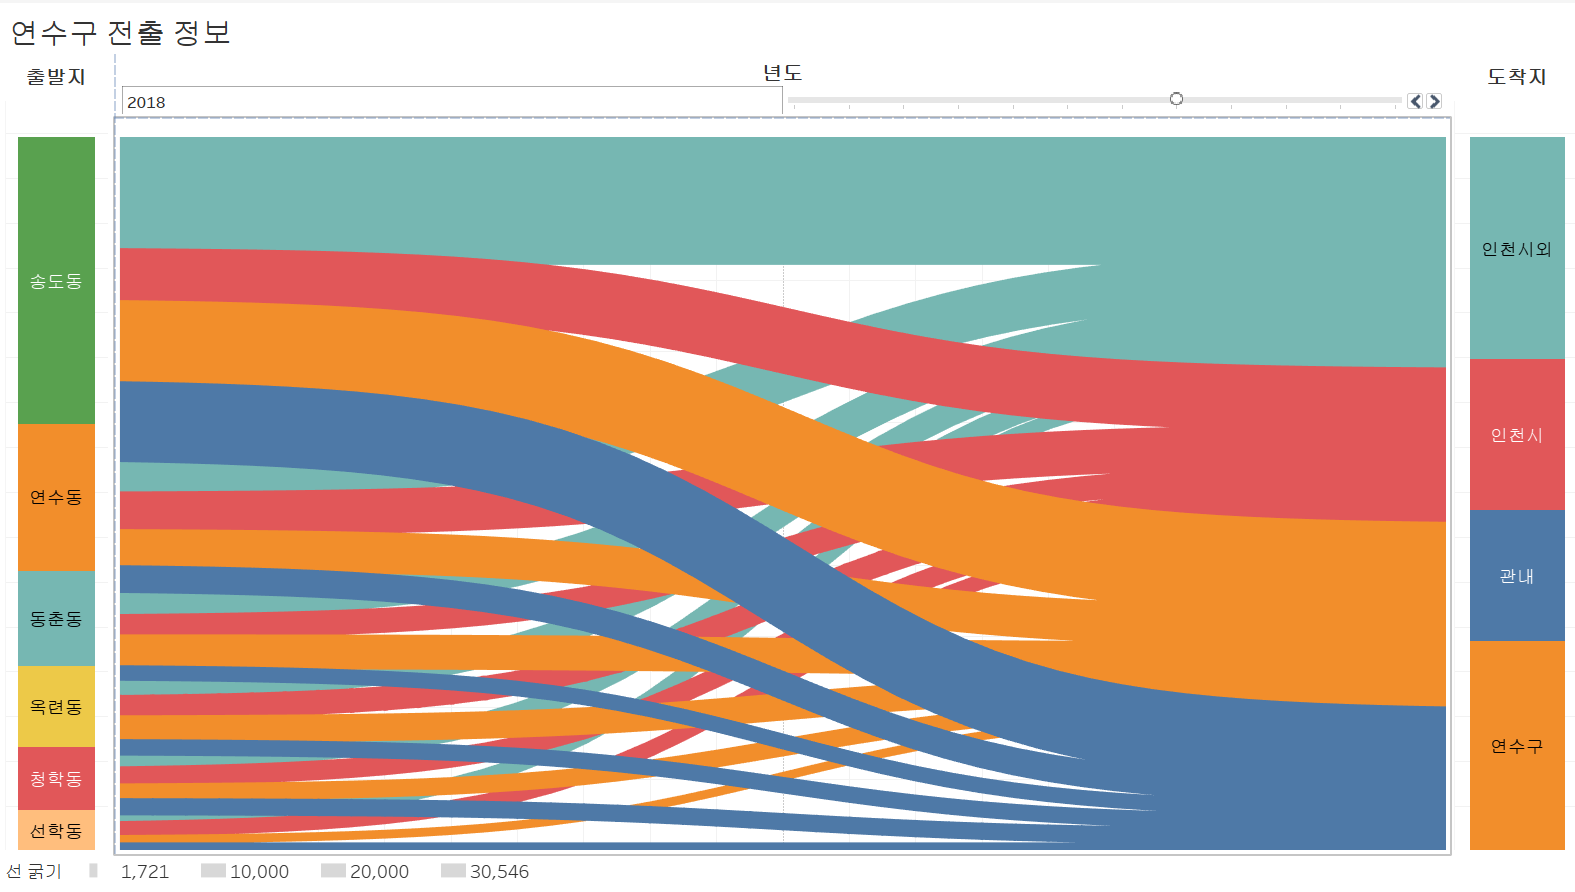 연수구 전출 정보
출발지
년도
도착지
2018
송도동
연수동
동춘동
옥련동
청학동
선학동
인천시외
인천시
관내
연수구
선 굵기 1,721 10,000 20,000 30,546